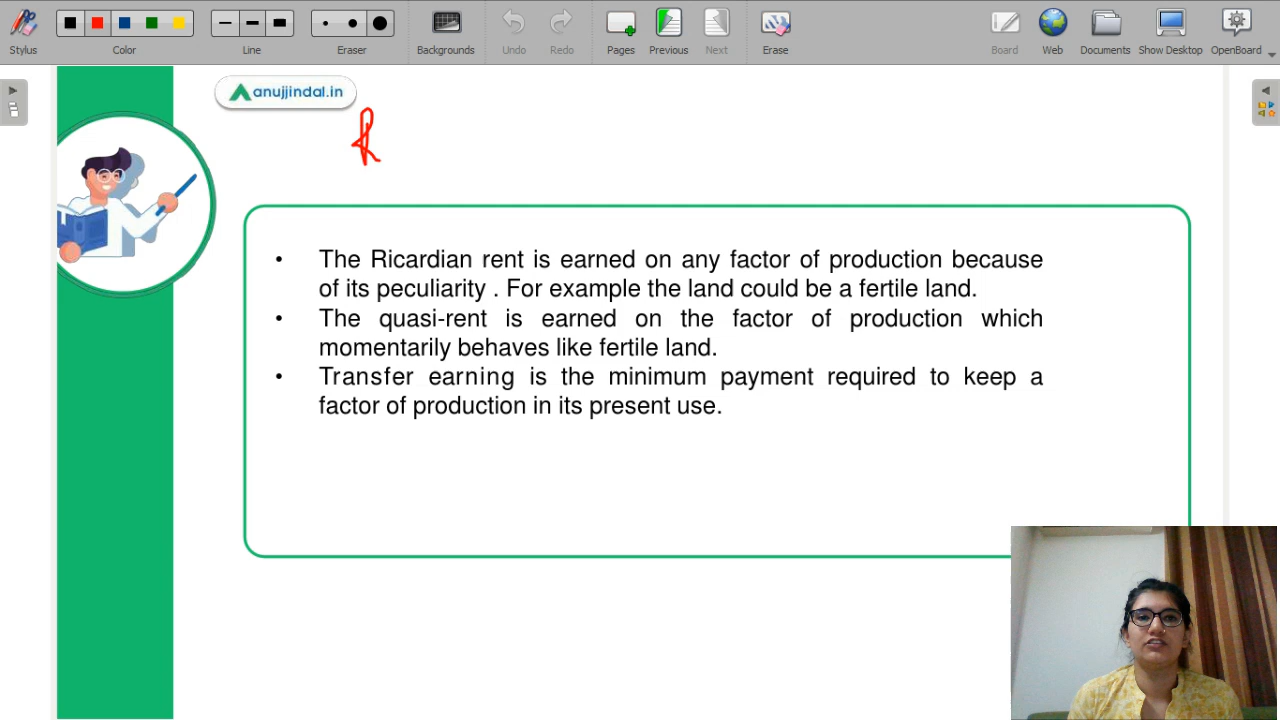 Stylus Color Line Eraser Backgrounds Undo Redo Pages Previous Next Erase Board Web Documents Show Desktop OpenBoard
anujjindal.in
• The Ricardian rent is earned on any factor of production because
of its peculiarity . For example the land could be a fertile land.
• The quasi-rent is earned on the factor of production which
momentarily behaves like fertile land.
• Transfer earning is the minimum payment required to keep a
factor of production in its present use.